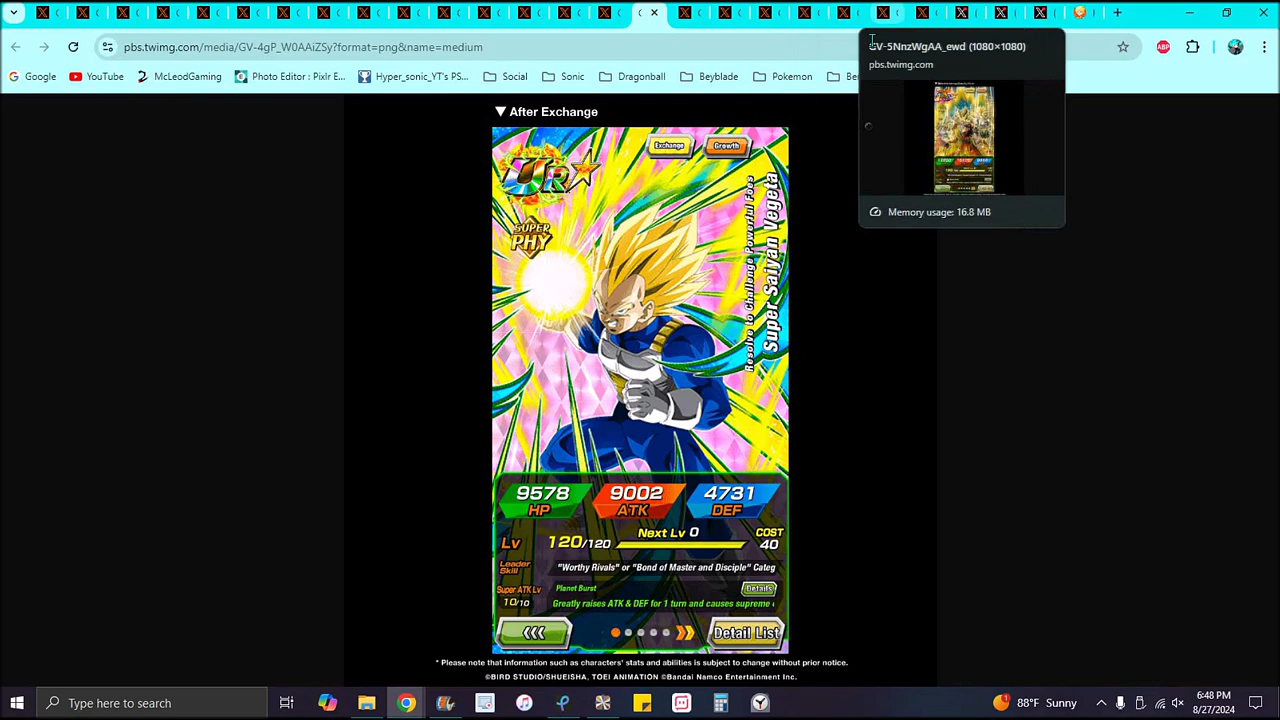 pbs.twimg.com/media/GV-4gP_W0AAiZSy?format=png&name=medium
GV-5NnzWgAA_ewd (1080×1080)
pbs.twimg.com
Memory usage: 16.8 MB
Google
YouTube
McLeodGaming
Photo Editor : Pixlr E...
Hyper_sonic_YT's PS...
Social
Sonic
Dragon Ball
Beyblade
Pokemon
▼ After Exchange
Exchange
Growth
UR
SUPER
PHY
Resolve to Challenge Powerful Foes
Super Saiyan Vegeta
9578
HP
9002
ATK
4731
DEF
Next Lv 0
COST
40
Lv
120/120
Leader
Skill
"Worthy Rivals" or "Bond of Master and Disciple" Categ
Super ATK Lv
10/10
Planet Burst
Details
Greatly raises ATK & DEF for 1 turn and causes supreme
Detail List
* Please note that information such as characters' stats and abilities is subject to change without prior notice.
©BIRD STUDIO/SHUEISHA, TOEI ANIMATION ©Bandai Namco Entertainment Inc.
Type here to search
88°F Sunny
6:48 PM
8/27/2024